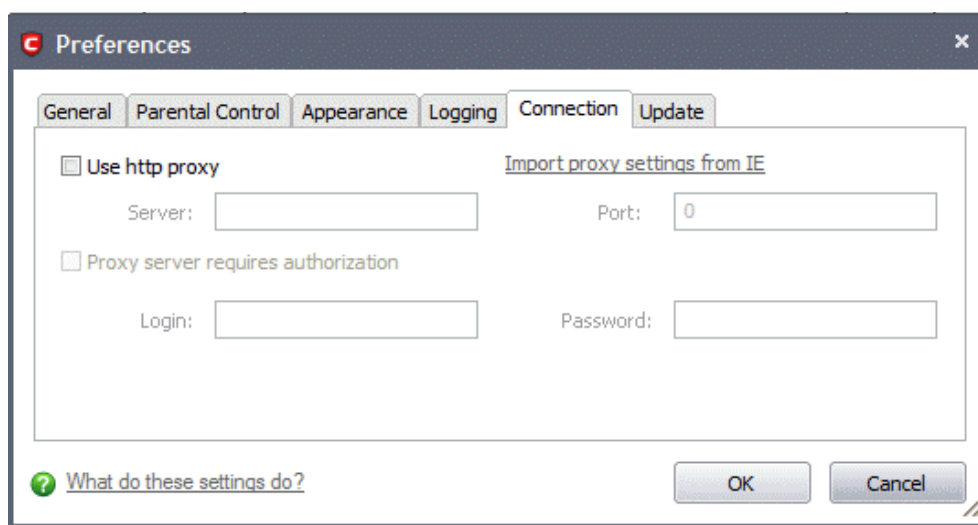 Preferences
General Parental Control Appearance Logging Connection Update
Use http proxy Import proxy settings from IE
Server: Port: 0
Proxy server requires authorization
Login: Password:
What do these settings do? OK Cancel